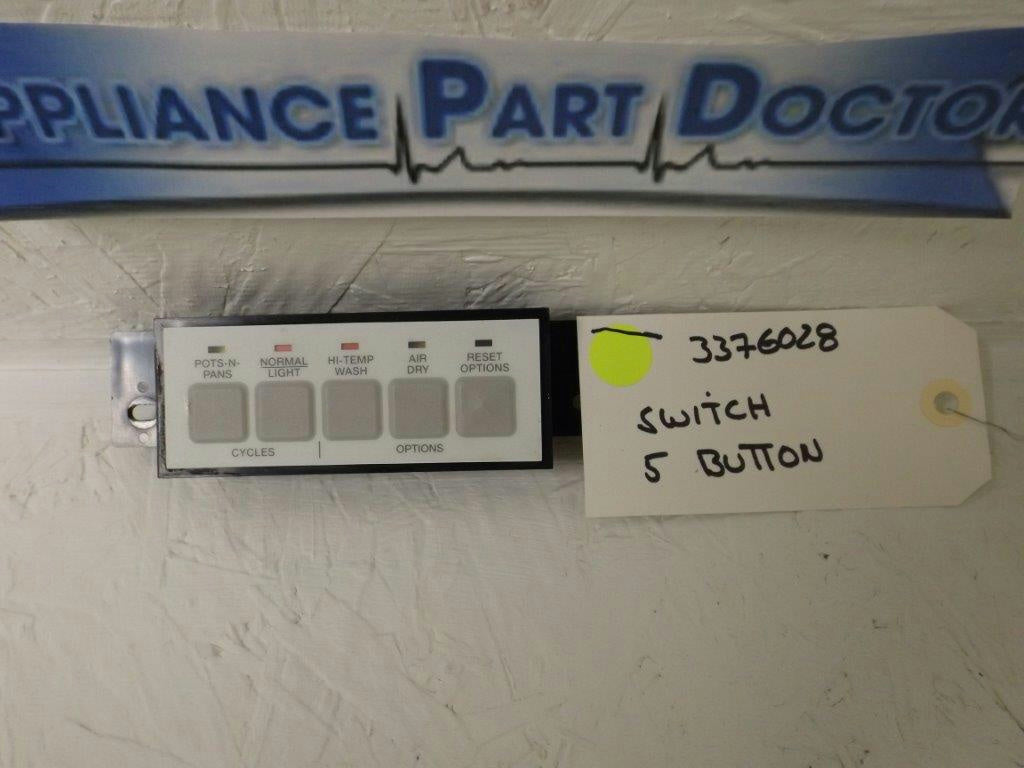 PPLIANCE PART DOCTOR
POTS-N-
PANS
NORMAL
LIGHT
HI-TEMP
WASH
AIR
DRY
RESET
OPTIONS
CYCLES
OPTIONS
3376028
SWITCH
5 BUTTON